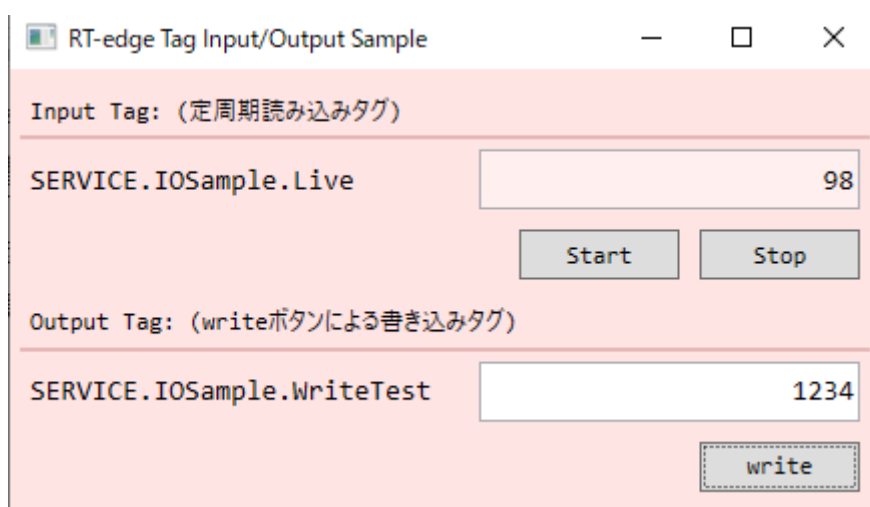 RT-edge Tag Input/Output Sample
Input Tag: (定周期読み込みタグ)
SERVICE.IOSample.Live 98
Start Stop
Output Tag: (writeボタンによる書き込みタグ)
SERVICE.IOSample.WriteTest 1234
write